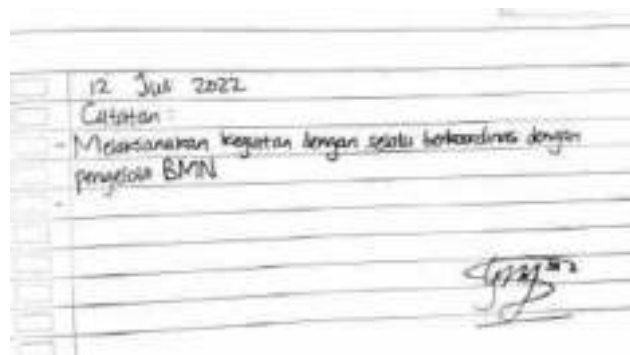 12 Juli 2022
Catatan :
- Melaksanakan kegiatan dengan selalu berkoordinasi dengan
pengelola BMN
-